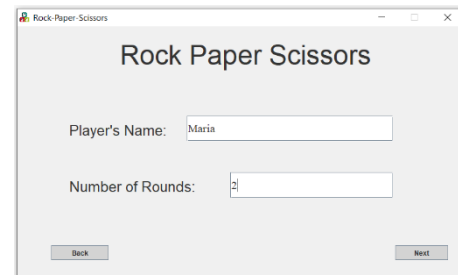 Rock-Paper-Scissors
Rock Paper Scissors
Player's Name: Maria
Number of Rounds: 2
Back Next